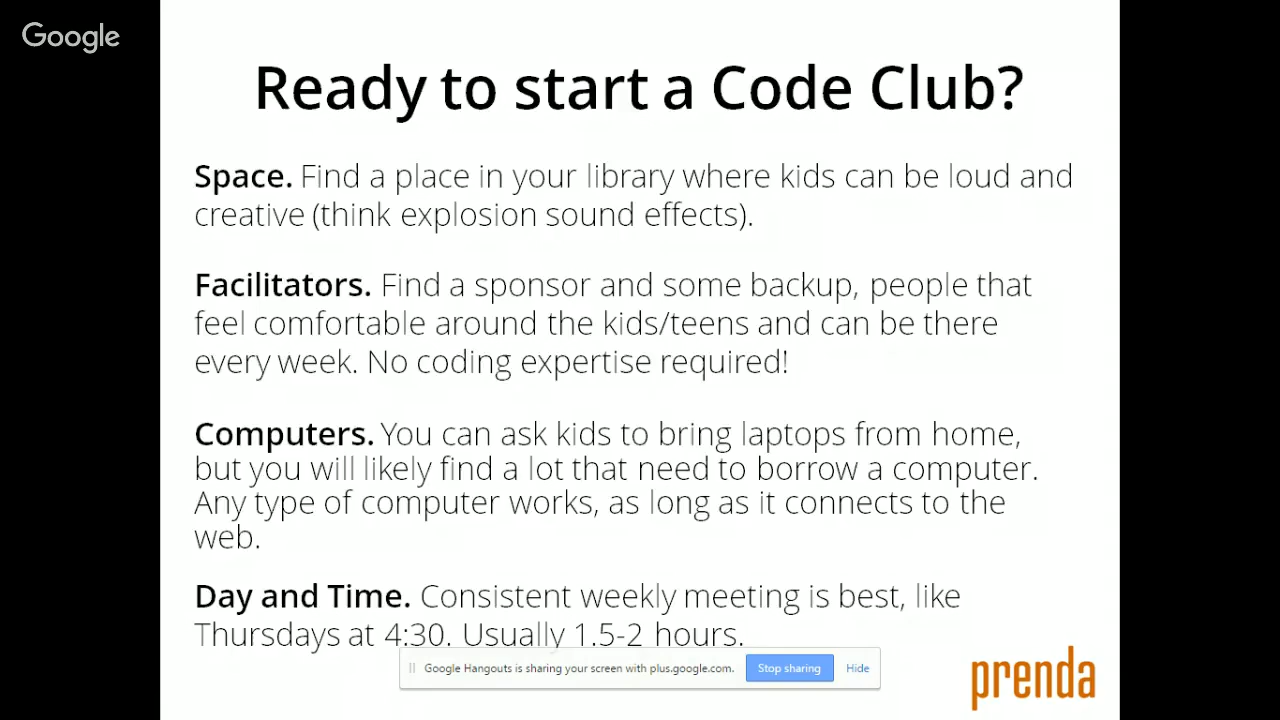 Google
Ready to start a Code Club?
Space. Find a place in your library where kids can be loud and
creative (think explosion sound effects).
Facilitators. Find a sponsor and some backup, people that
feel comfortable around the kids/teens and can be there
every week. No coding expertise required!
Computers. You can ask kids to bring laptops from home,
but you will likely find a lot that need to borrow a computer.
Any type of computer works, as long as it connects to the
web.
Day and Time. Consistent weekly meeting is best, like
Thursdays at 4:30. Usually 1.5-2 hours.
Google Hangouts is sharing your screen with plus.google.com. Stop sharing Hide
prenda